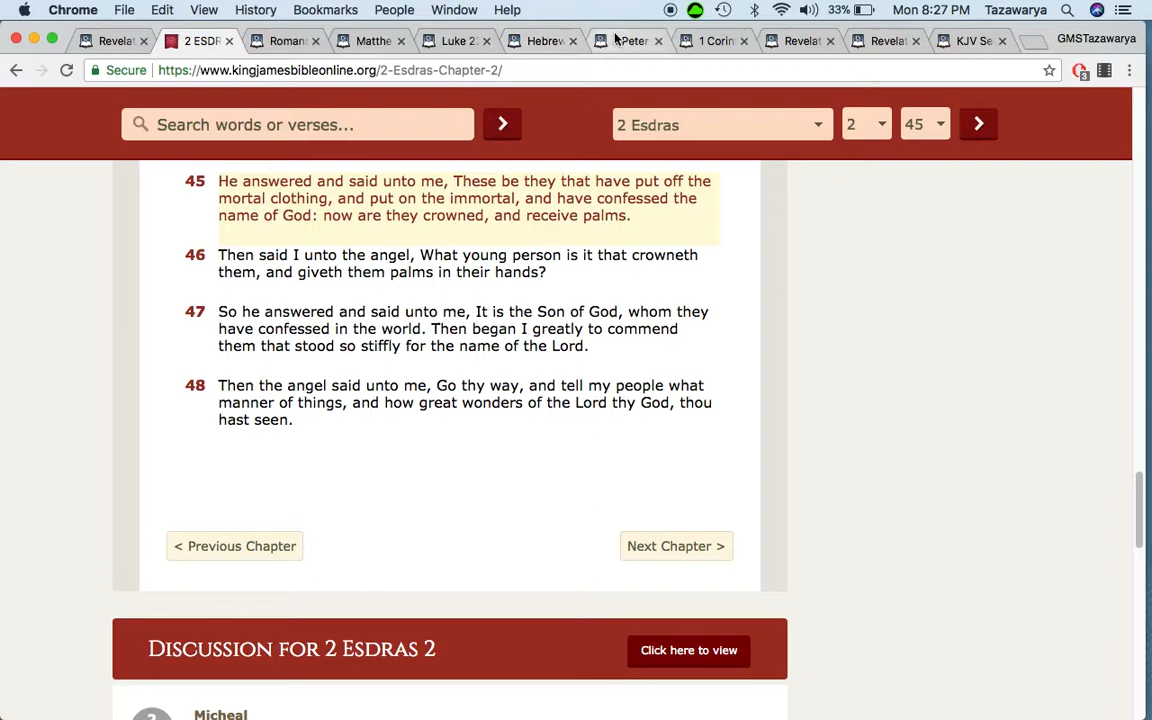 Chrome File Edit View History Bookmarks People Window Help 33% Mon 8:27 PM Tazawarya
Revelat 2 ESDR Roman Matthe Luke 2 Hebrew Peter 1 Corin Revelat Revelat KJV Se GMSTazawarya
Secure https://www.kingjamesbibleonline.org/2-Esdras-Chapter-2/ 3
Search words or verses... 2 Esdras 2 45
45 He answered and said unto me, These be they that have put off the
mortal clothing, and put on the immortal, and have confessed the
name of God: now are they crowned, and receive palms.
46 Then said I unto the angel, What young person is it that crowneth
them, and giveth them palms in their hands?
47 So he answered and said unto me, It is the Son of God, whom they
have confessed in the world. Then began I greatly to commend
them that stood so stiffly for the name of the Lord.
48 Then the angel said unto me, Go thy way, and tell my people what
manner of things, and how great wonders of the Lord thy God, thou
hast seen.
< Previous Chapter Next Chapter >
Discussion for 2 Esdras 2 Click here to view
Micheal